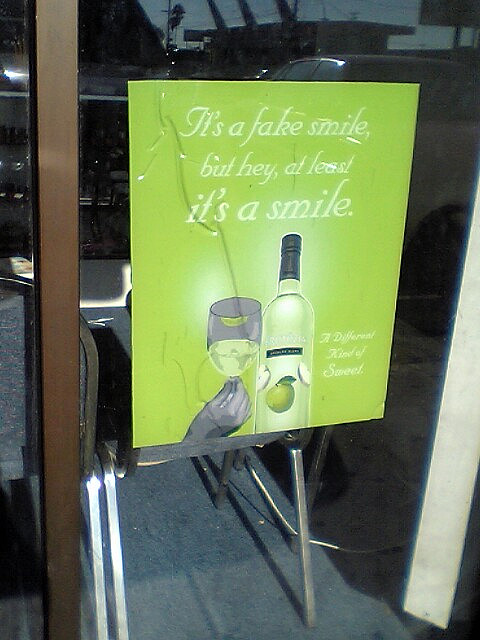 It's a fake smile,
but hey, at least
it's a smile.
A Different
Kind of
Sweet.